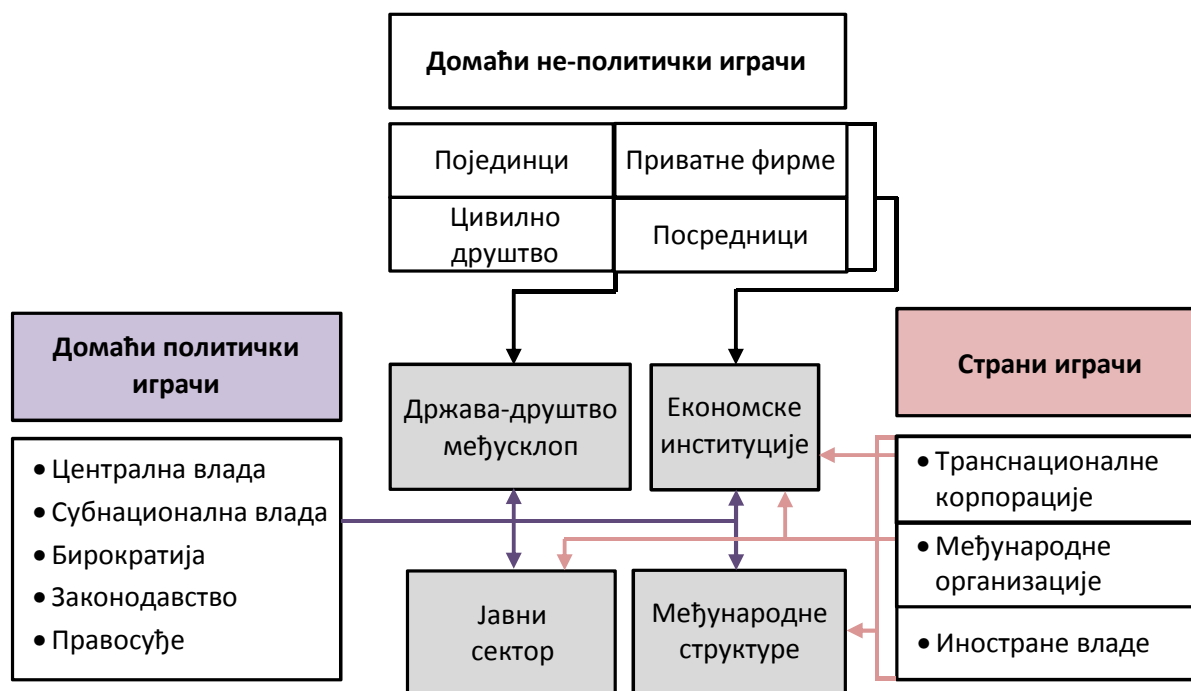 Домаћи не-политички играчи
Појединци
Приватне фирме
Цивилно
друштво
Посредници
Домаћи политички
играчи
Страни играчи
Држава-друштво
међусклоп
Економске
институције
• Централна влада
• Субнационална влада
• Бирократија
• Законодавство
• Правосуђе
• Транснационалне
корпорације
• Међународне
организације
• Иностране владе
Јавни
сектор
Међународне
структуре